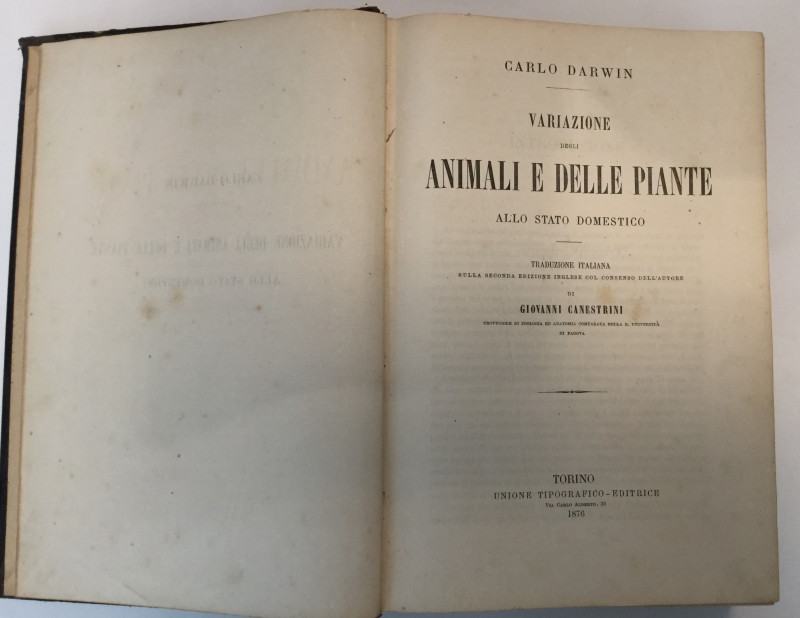 CARLO DARWIN
VARIAZIONE
DEGLI
ANIMALI E DELLE PIANTE
ALLO STATO DOMESTICO
TRADUZIONE ITALIANA
SULLA SECONDA EDIZIONE INGLESE COL CONSENSO DELL'AUTORE
DI
GIOVANNI CANESTRINI
PROFESSORE DI ZOOLOGIA ED ANATOMIA COMPARATA NELLA R. UNIVERSITÀ
DI PADOVA
TORINO
UNIONE TIPOGRAFICO-EDITRICE
Via Carlo Alberto, 33
1876